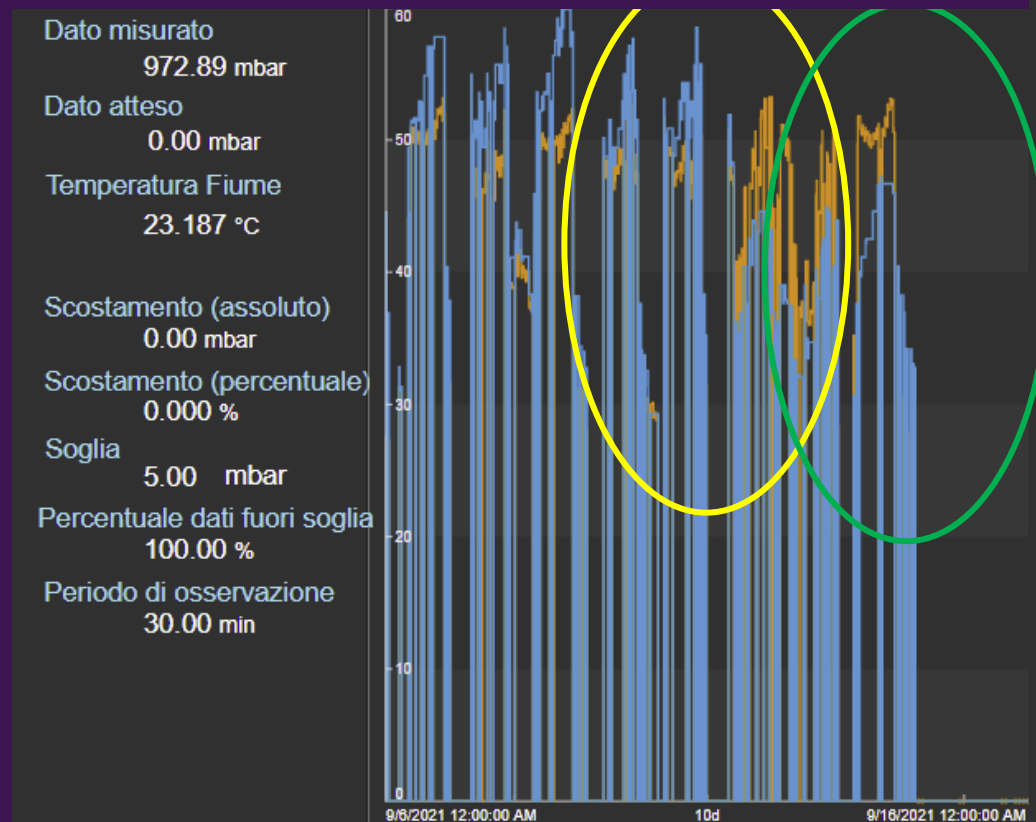 Dato misurato
972.89 mbar
Dato atteso
0.00 mbar
Temperatura Fiume
23.187 °C
Scostamento (assoluto)
0.00 mbar
Scostamento (percentuale)
0.000 %
Soglia
5.00 mbar
Percentuale dati fuori soglia
100.00 %
Periodo di osservazione
30.00 min
60
50
40
30
20
10
0
9/6/2021 12:00:00 AM 10d 9/16/2021 12:00:00 AM